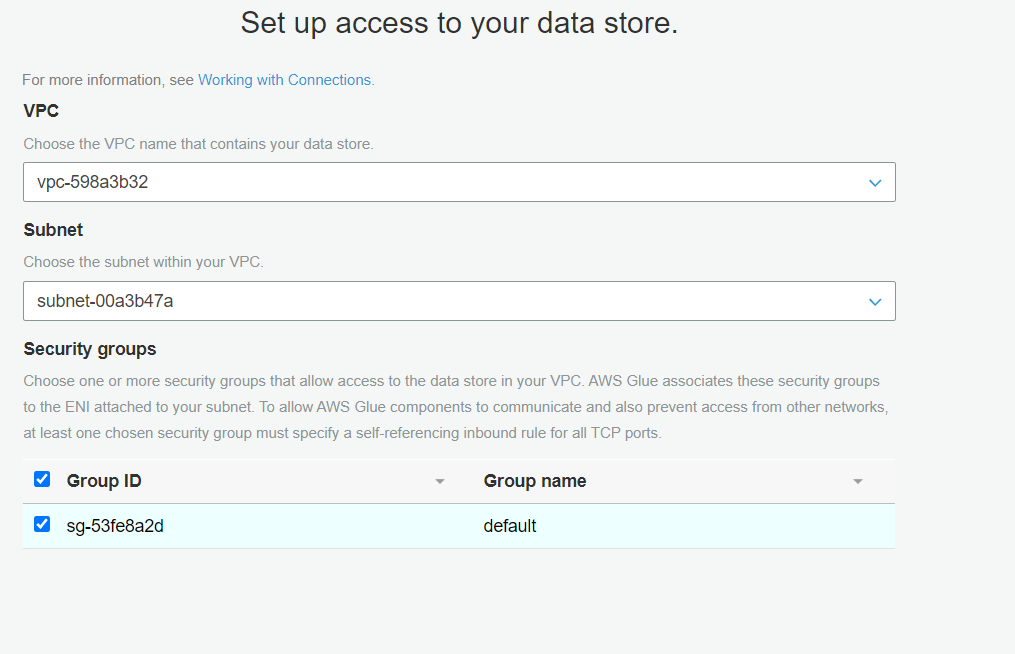 Set up access to your data store.
For more information, see Working with Connections.
VPC
Choose the VPC name that contains your data store.
vpc-598a3b32
Subnet
Choose the subnet within your VPC.
subnet-00a3b47a
Security groups
Choose one or more security groups that allow access to the data store in your VPC. AWS Glue associates these security groups
to the ENI attached to your subnet. To allow AWS Glue components to communicate and also prevent access from other networks,
at least one chosen security group must specify a self-referencing inbound rule for all TCP ports.
Group ID Group name
sg-53fe8a2d default